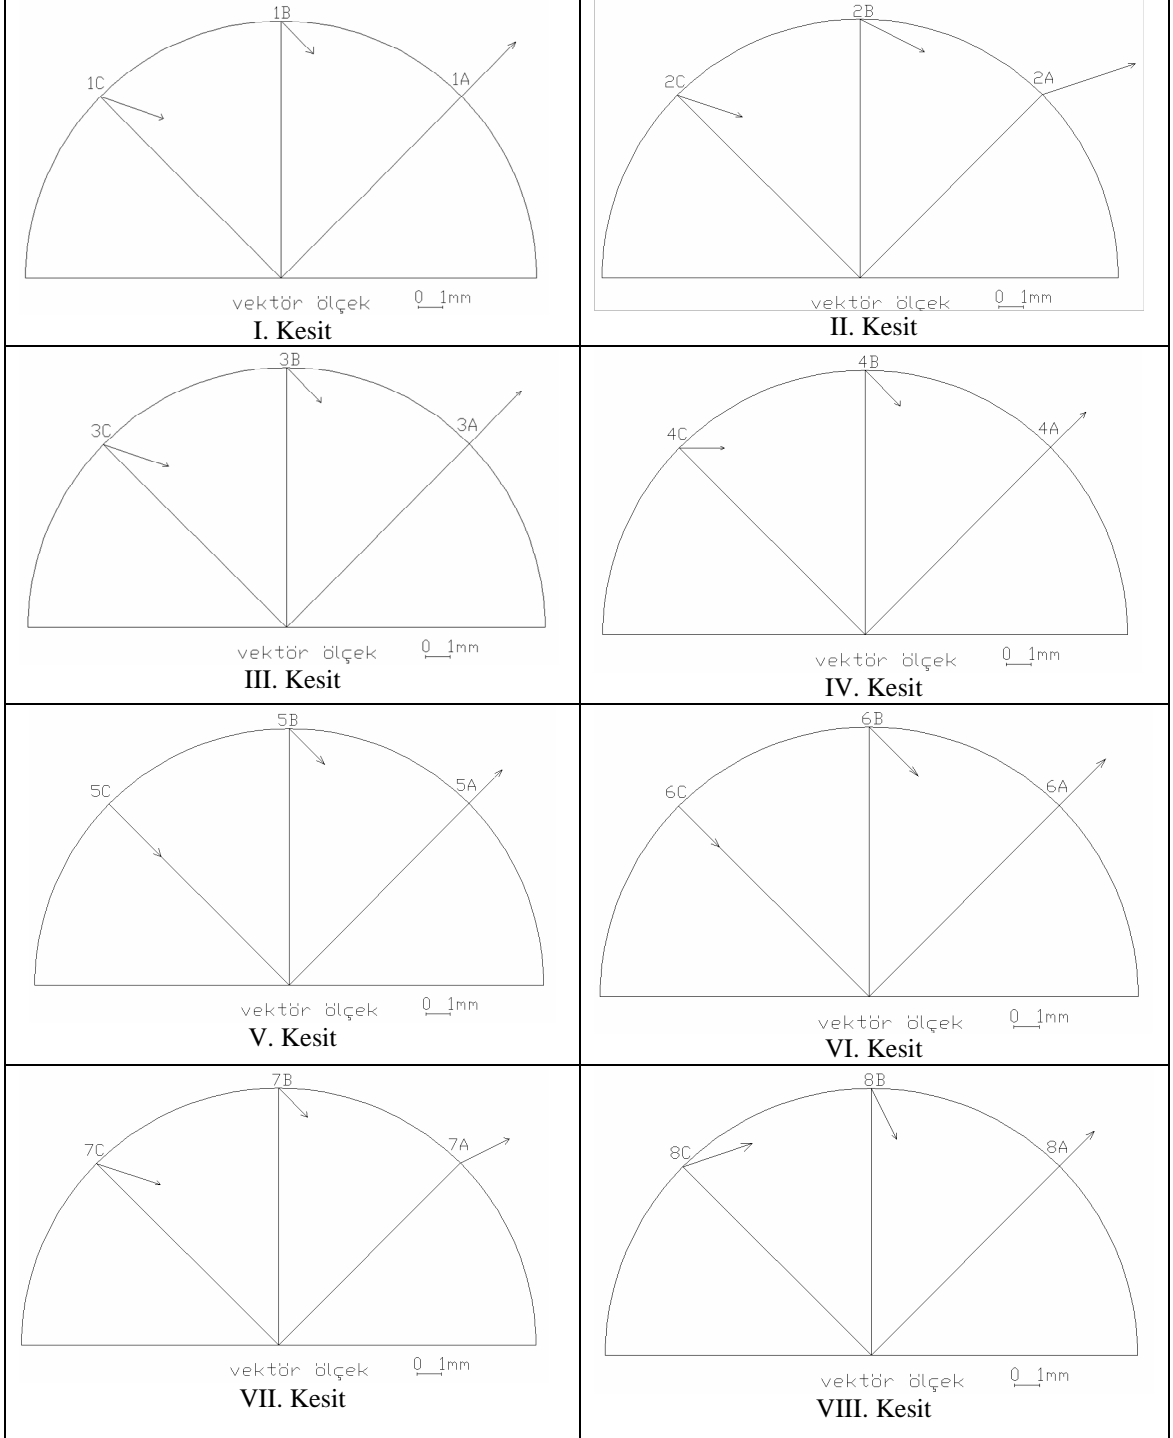 1B
1C
1A
vektör ölçek 0 1mm
I. Kesit
2B
2C
2A
vektör ölçek 0 1mm
II. Kesit
3B
3C
3A
vektör ölçek 0 1mm
III. Kesit
4B
4C
4A
vektör ölçek 0 1mm
IV. Kesit
5B
5C
5A
vektör ölçek 0 1mm
V. Kesit
6B
6C
6A
vektör ölçek 0 1mm
VI. Kesit
7B
7C
7A
vektör ölçek 0 1mm
VII. Kesit
8B
8C
8A
vektör ölçek 0 1mm
VIII. Kesit